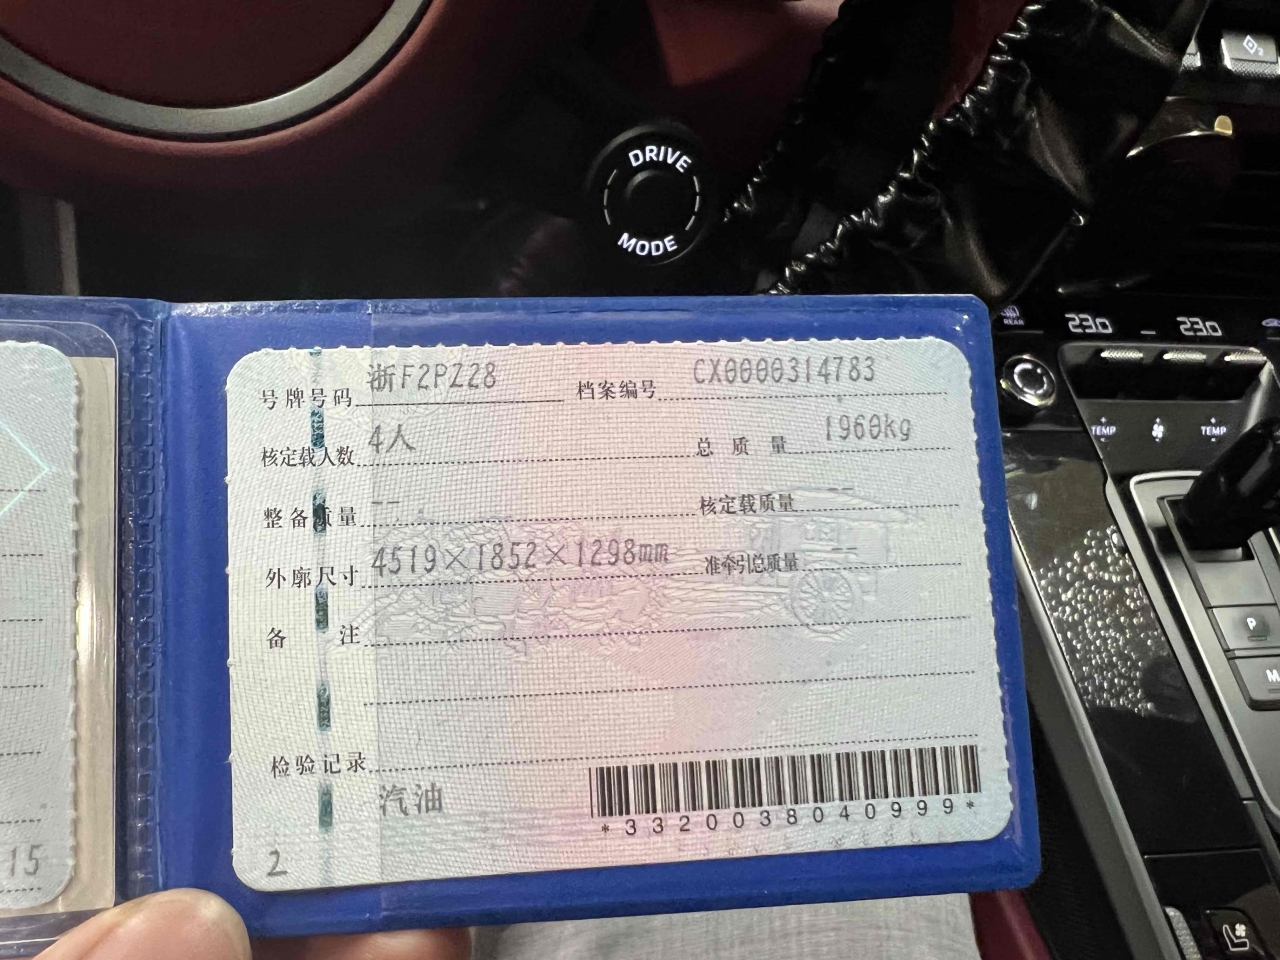 DRIVE
MODE
REAR
23.0 23.0
TEMP TEMP
P
M
号牌号码 浙F2PZ28 档案编号 CX0000314783
核定载人数 4人 总质量 1960kg
整备质量 -- 核定载质量 --
外廓尺寸 4519×1852×1298mm 准牵引总质量 --
备注
检验记录
汽油
*3320038040999*
2
15